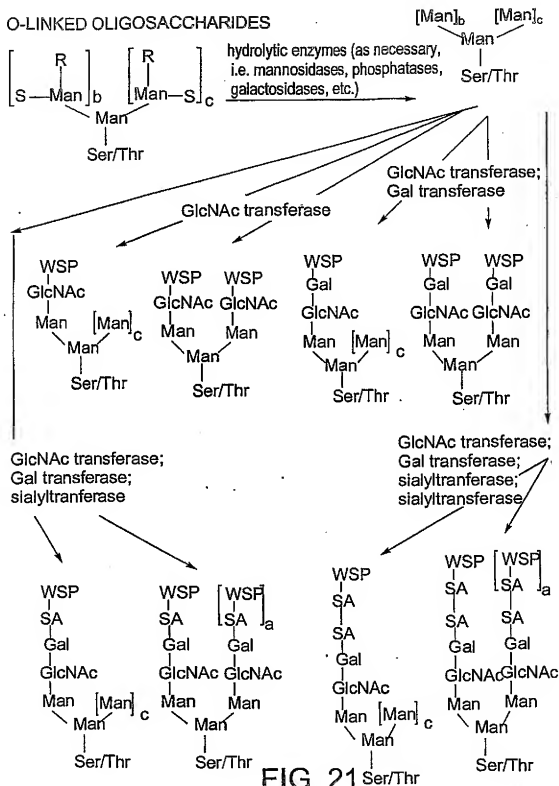 O-LINKED OLIGOSACCHARIDES
[Man]b [Man]c
Man
Ser/Thr
[S—Man R]b [R Man—S]c
Man
Ser/Thr
hydrolytic enzymes (as necessary,
i.e. mannosidases, phosphatases,
galactosidases, etc.)
GlcNAc transferase
GlcNAc transferase;
Gal transferase
WSP
GlcNAc
Man [Man]c
Man
Ser/Thr
WSP WSP
GlcNAc GlcNAc
Man Man
Man
Ser/Thr
WSP
Gal
GlcNAc
Man [Man]c
Man
Ser/Thr
WSP WSP
Gal Gal
GlcNAc GlcNAc
Man Man
Man
Ser/Thr
GlcNAc transferase;
Gal transferase;
sialyltranferase
GlcNAc transferase;
Gal transferase;
sialyltranferase;
sialyltransferase
WSP
SA
Gal
GlcNAc
Man [Man]c
Man
Ser/Thr
WSP [WSP
SA SA]a
Gal Gal
GlcNAc GlcNAc
Man Man
Man
Ser/Thr
WSP
SA
SA
Gal
GlcNAc
Man [Man]c
Man
Ser/Thr
WSP [WSP
SA SA]a
SA SA
Gal Gal
GlcNAc GlcNAc
Man Man
Man
Ser/Thr
FIG. 21